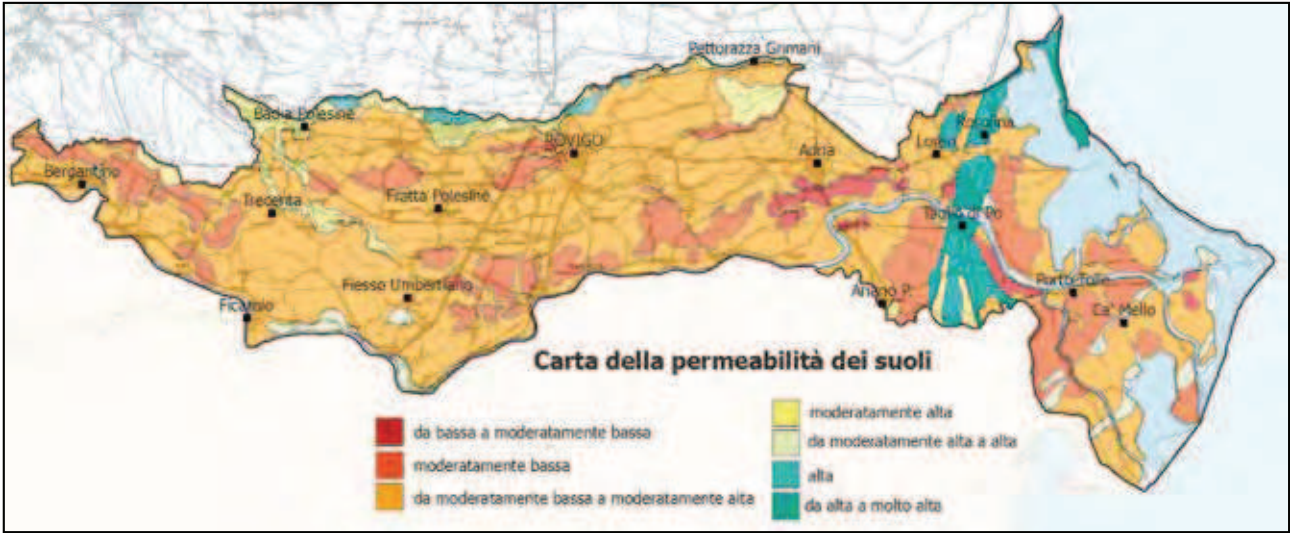 Pettorazza Grimani
Badia Polesine
ROVIGO
Adria
Loreo
Rosolina
Bergantino
Trecenta
Fratta Polesine
Taglio di Po
Fiesso Umbertiano
Ficarolo
Ariano P.
Porto Tolle
Ca' Mello
Carta della permeabilità dei suoli
da bassa a moderatamente bassa
moderatamente bassa
da moderatamente bassa a moderatamente alta
moderatamente alta
da moderatamente alta a alta
alta
da alta a molto alta